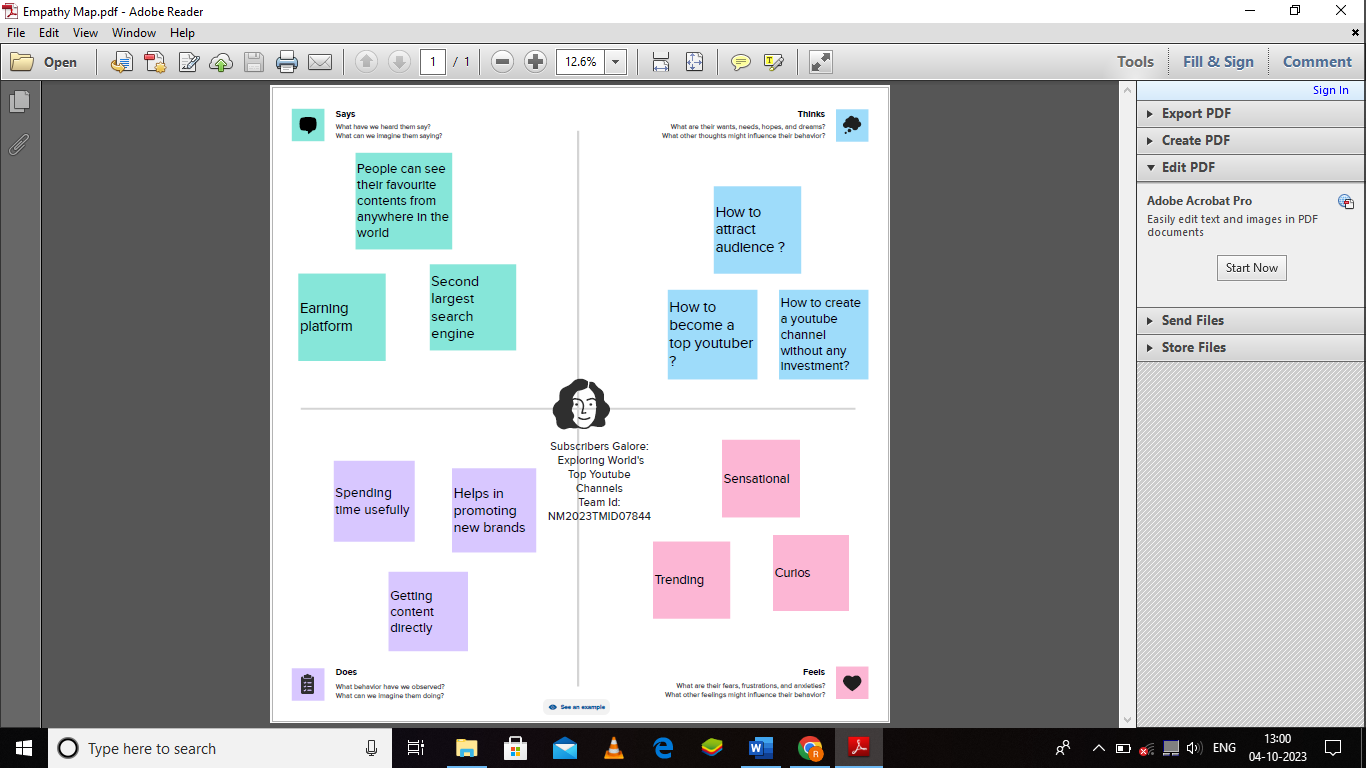 Empathy Map.pdf - Adobe Reader
File Edit View Window Help
Open
1 / 1
12.6%
Tools Fill & Sign Comment
Sign In
Export PDF
Create PDF
Edit PDF
Adobe Acrobat Pro
Easily edit text and images in PDF
documents
Start Now
Send Files
Store Files
Says
What have we heard them say?
What can we imagine them saying?
People can see
their favourite
contents from
anywhere in the
world
Earning
platform
Second
largest
search
engine
Thinks
What are their wants, needs, hopes, and dreams?
What other thoughts might influence their behavior?
How to
attract
audience ?
How to
become a
top youtuber
?
How to create
a youtube
channel
without any
investment?
Subscribers Galore:
Exploring World's
Top Youtube
Channels
Team Id:
NM2023TMID07844
Spending
time usefully
Helps in
promoting
new brands
Getting
content
directly
Does
What behavior have we observed?
What can we imagine them doing?
Sensational
Trending
Curios
Feels
What are their fears, frustrations, and anxieties?
What other feelings might influence their behavior?
See an example
Type here to search
ENG
13:00
04-10-2023